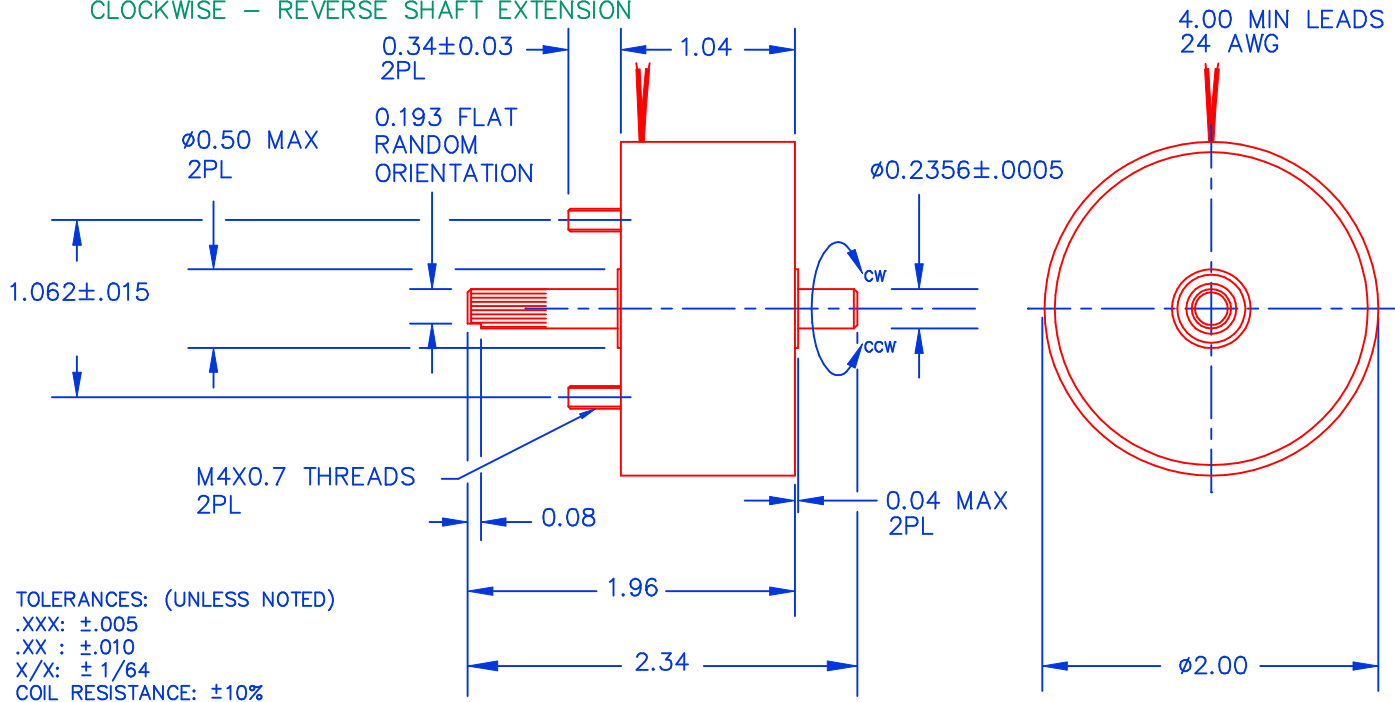 CLOCKWISE – REVERSE SHAFT EXTENSION
4.00 MIN LEADS
24 AWG
0.34±0.03
2PL
1.04
0.193 FLAT
RANDOM
ORIENTATION
ø0.50 MAX
2PL
ø0.2356±.0005
1.062±.015
CW
CCW
M4X0.7 THREADS
2PL
0.08
0.04 MAX
2PL
1.96
2.34
ø2.00
TOLERANCES: (UNLESS NOTED)
.XXX: ±.005
.XX : ±.010
X/X: ±1/64
COIL RESISTANCE: ±10%